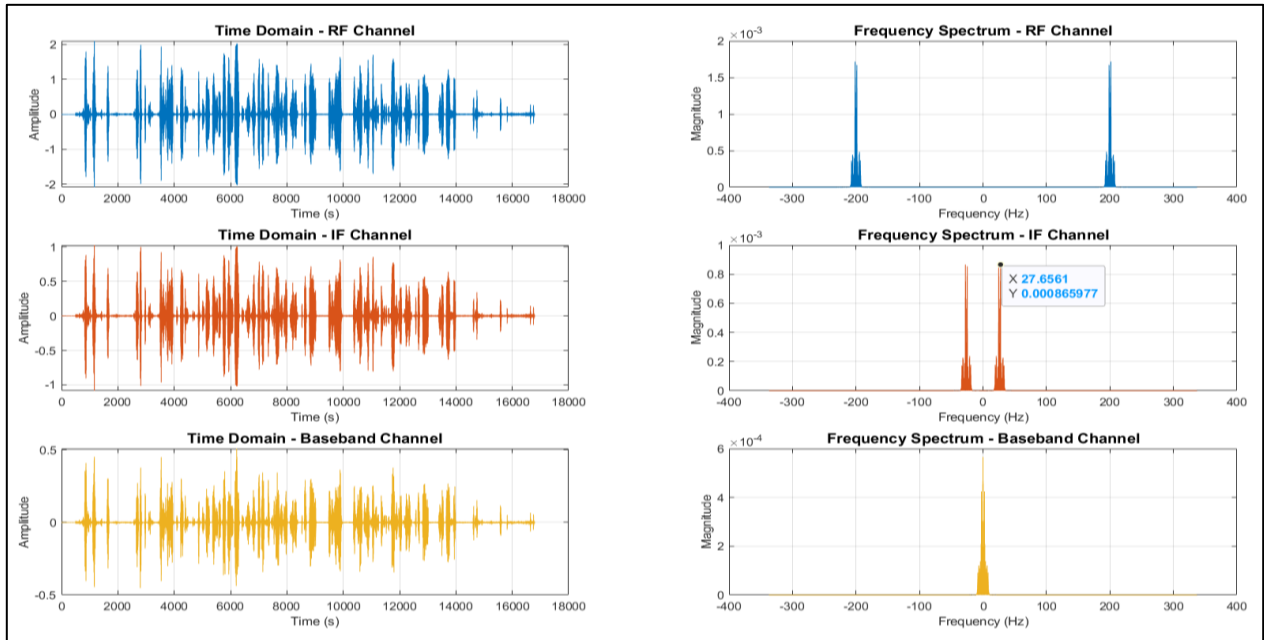 Time Domain - RF Channel
2
1
0
-1
-2
Amplitude
0 2000 4000 6000 8000 10000 12000 14000 16000 18000
Time (s)
Frequency Spectrum - RF Channel
×10-3
2
1.5
1
0.5
0
Magnitude
-400 -300 -200 -100 0 100 200 300 400
Frequency (Hz)
Time Domain - IF Channel
1
0.5
0
-0.5
-1
Amplitude
0 2000 4000 6000 8000 10000 12000 14000 16000 18000
Time (s)
Frequency Spectrum - IF Channel
×10-3
1
0.8
0.6
0.4
0.2
0
Magnitude
X 27.6561
Y 0.000865977
-400 -300 -200 -100 0 100 200 300 400
Frequency (Hz)
Time Domain - Baseband Channel
0.5
0
-0.5
Amplitude
0 2000 4000 6000 8000 10000 12000 14000 16000 18000
Time (s)
Frequency Spectrum - Baseband Channel
×10-4
6
4
2
0
Magnitude
-400 -300 -200 -100 0 100 200 300 400
Frequency (Hz)